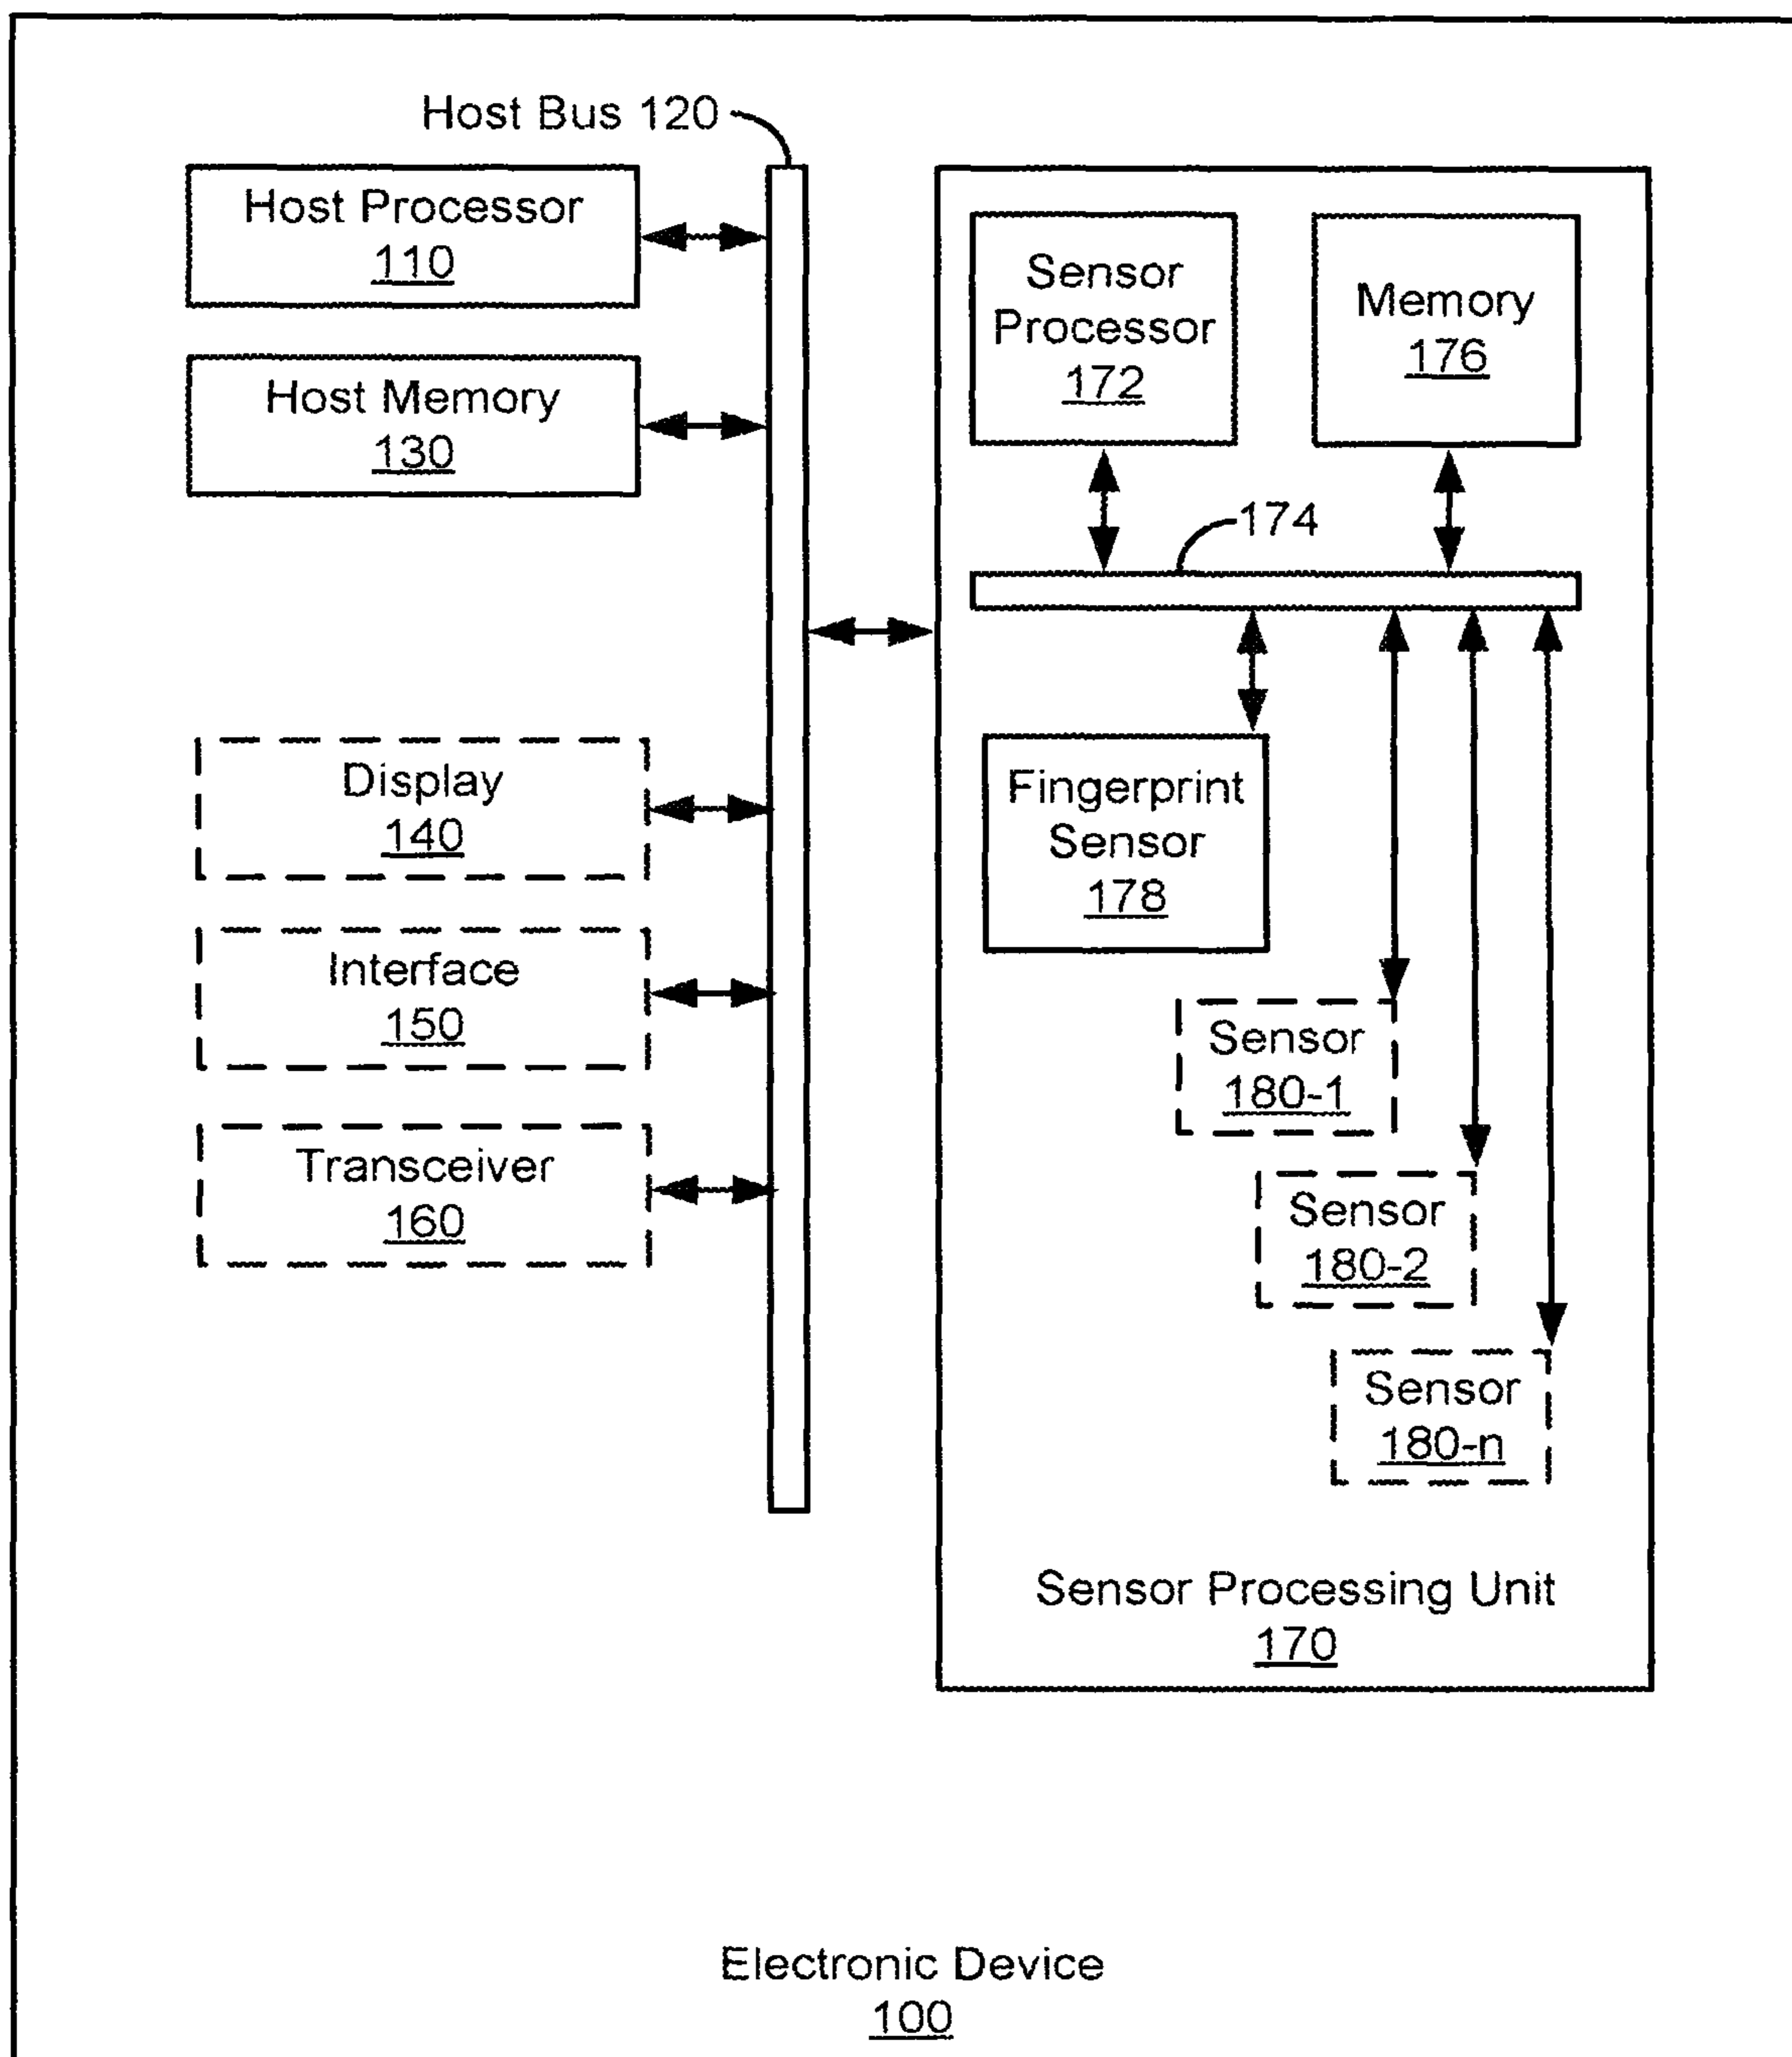 Host Bus 120
Host Processor
110
Host Memory
130
Display
140
Interface
150
Transceiver
160
Sensor
Processor
172
Memory
176
174
Fingerprint
Sensor
178
Sensor
180-1
Sensor
180-2
Sensor
180-n
Sensor Processing Unit
170
Electronic Device
100